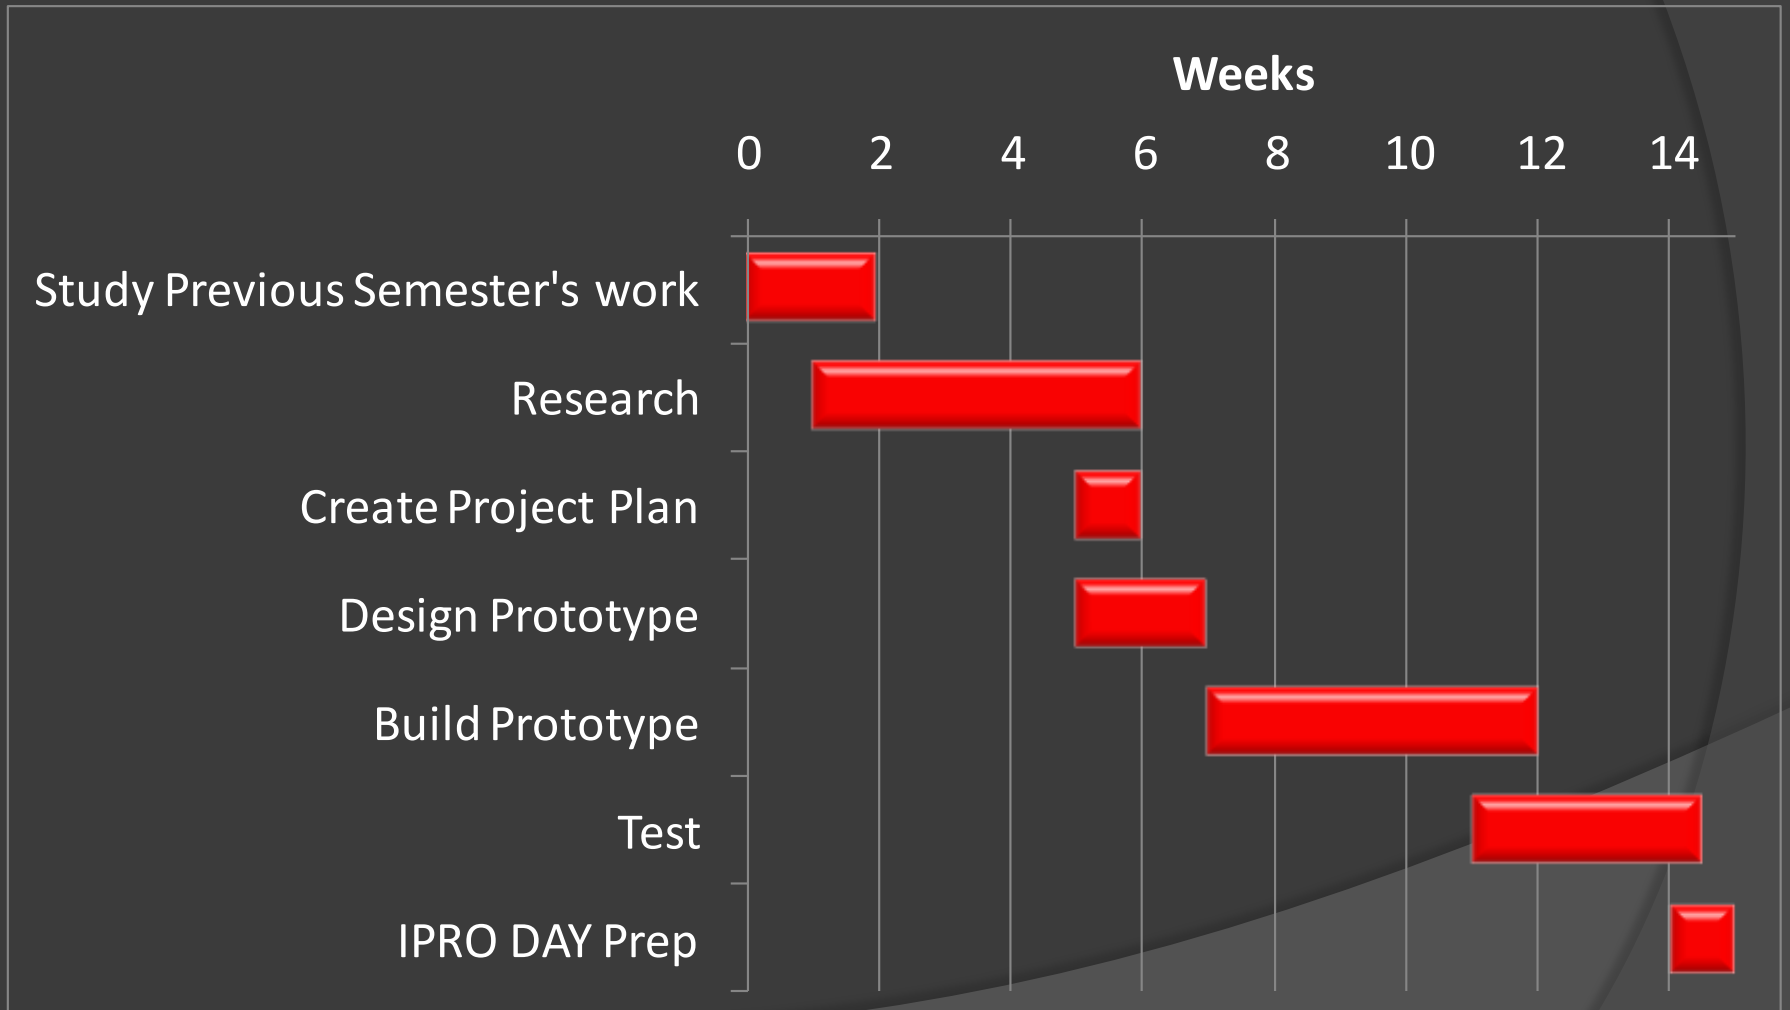 Weeks
0 2 4 6 8 10 12 14
Study Previous Semester's work
Research
Create Project Plan
Design Prototype
Build Prototype
Test
IPRO DAY Prep